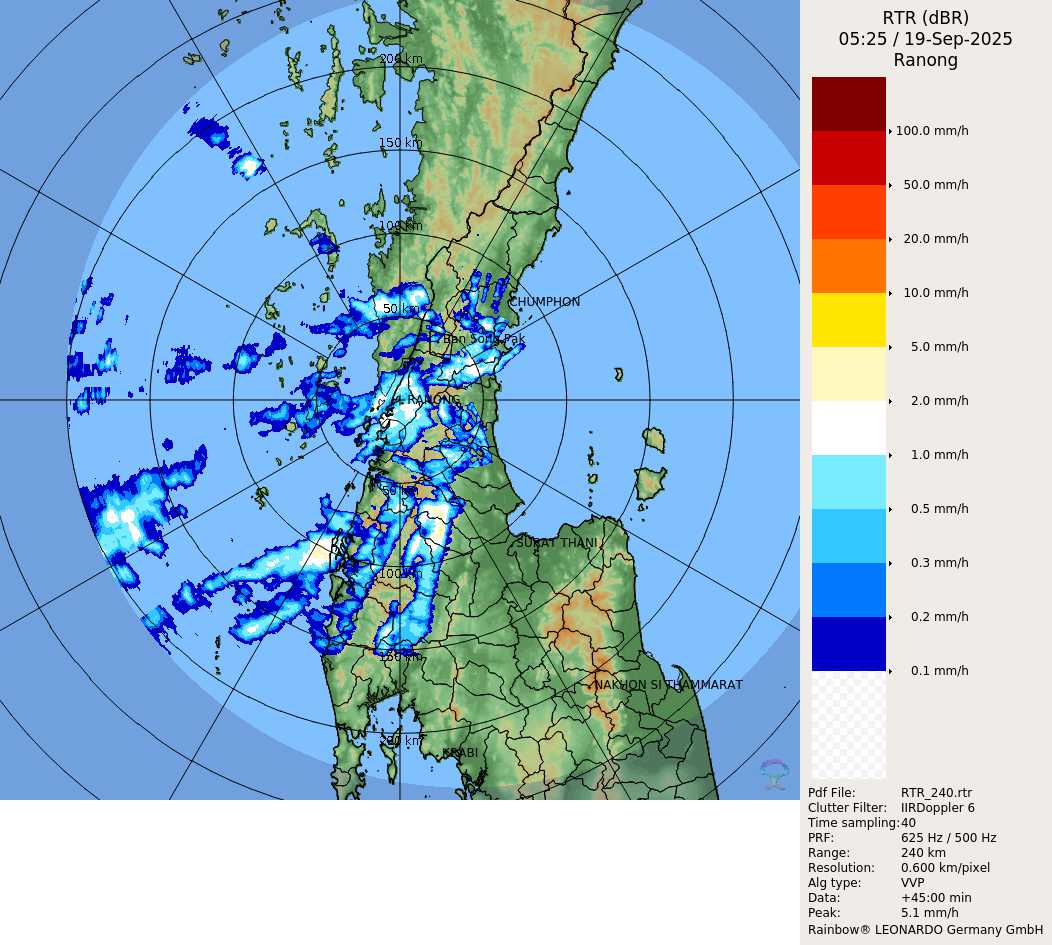 RTR (dBR)
05:25 / 19-Sep-2025
Ranong
100.0 mm/h
50.0 mm/h
20.0 mm/h
10.0 mm/h
5.0 mm/h
2.0 mm/h
1.0 mm/h
0.5 mm/h
0.3 mm/h
0.2 mm/h
0.1 mm/h
200 km
150 km
100 km
CHUMPHON
50 km
Ban Song Pak
RANONG
50 km
SURAT THANI
100 km
150 km
NAKHON SI THAMMARAT
200 km
KRABI
Pdf File: RTR_240.rtr
Clutter Filter: IIRDoppler 6
Time sampling: 40
PRF: 625 Hz / 500 Hz
Range: 240 km
Resolution: 0.600 km/pixel
Alg type: VVP
Data: +45:00 min
Peak: 5.1 mm/h
Rainbow® LEONARDO Germany GmbH